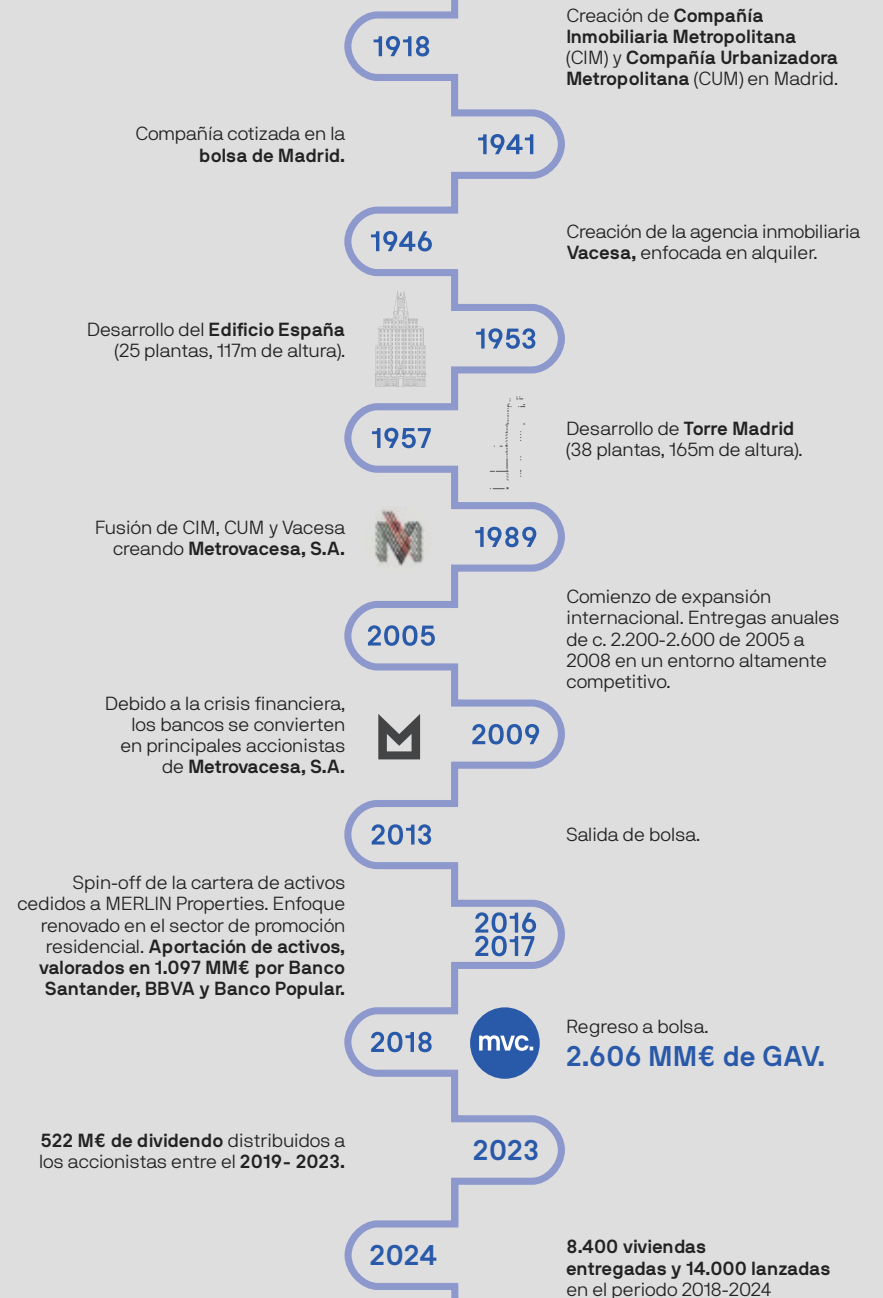 1918
Creación de Compañía
Inmobiliaria Metropolitana
(CIM) y Compañía Urbanizadora
Metropolitana (CUM) en Madrid.
Compañía cotizada en la
bolsa de Madrid.
1941
1946
Creación de la agencia inmobiliaria
Vacesa, enfocada en alquiler.
Desarrollo del Edificio España
(25 plantas, 117m de altura).
1953
1957
Desarrollo de Torre Madrid
(38 plantas, 165m de altura).
Fusión de CIM, CUM y Vacesa
creando Metrovacesa, S.A.
1989
2005
Comienzo de expansión
internacional. Entregas anuales
de c. 2.200-2.600 de 2005 a
2008 en un entorno altamente
competitivo.
Debido a la crisis financiera,
los bancos se convierten
en principales accionistas
de Metrovacesa, S.A.
2009
2013
Salida de bolsa.
Spin-off de la cartera de activos
cedidos a MERLIN Properties. Enfoque
renovado en el sector de promoción
residencial. Aportación de activos,
valorados en 1.097 MM€ por Banco
Santander, BBVA y Banco Popular.
2016
2017
2018
mvc.
Regreso a bolsa.
2.606 MM€ de GAV.
522 M€ de dividendo distribuidos a
los accionistas entre el 2019- 2023.
2023
2024
8.400 viviendas
entregadas y 14.000 lanzadas
en el periodo 2018-2024